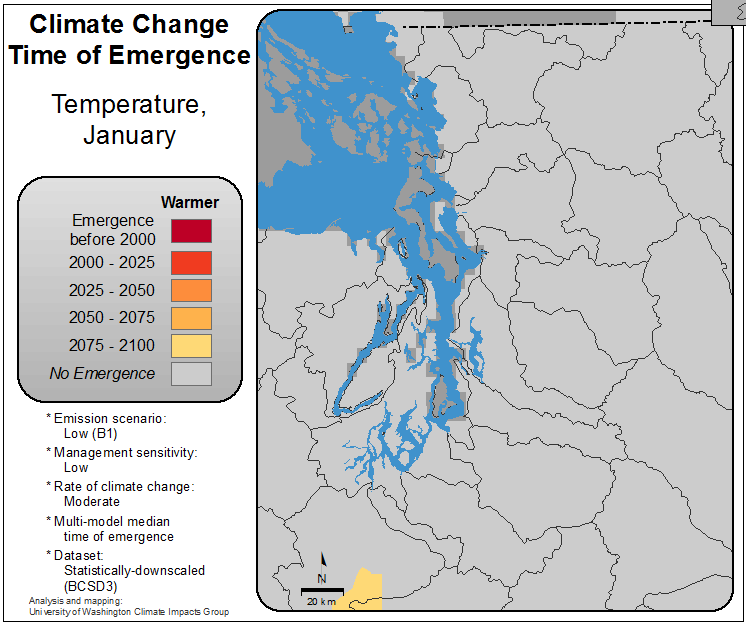 Climate Change
Time of Emergence
Temperature,
January
Warmer
Emergence
before 2000
2000 - 2025
2025 - 2050
2050 - 2075
2075 - 2100
No Emergence
* Emission scenario:
Low (B1)
* Management sensitivity:
Low
* Rate of climate change:
Moderate
* Multi-model median
time of emergence
* Dataset:
Statistically-downscaled
(BCSD3)
Analysis and mapping:
University of Washington Climate Impacts Group
N
20 km